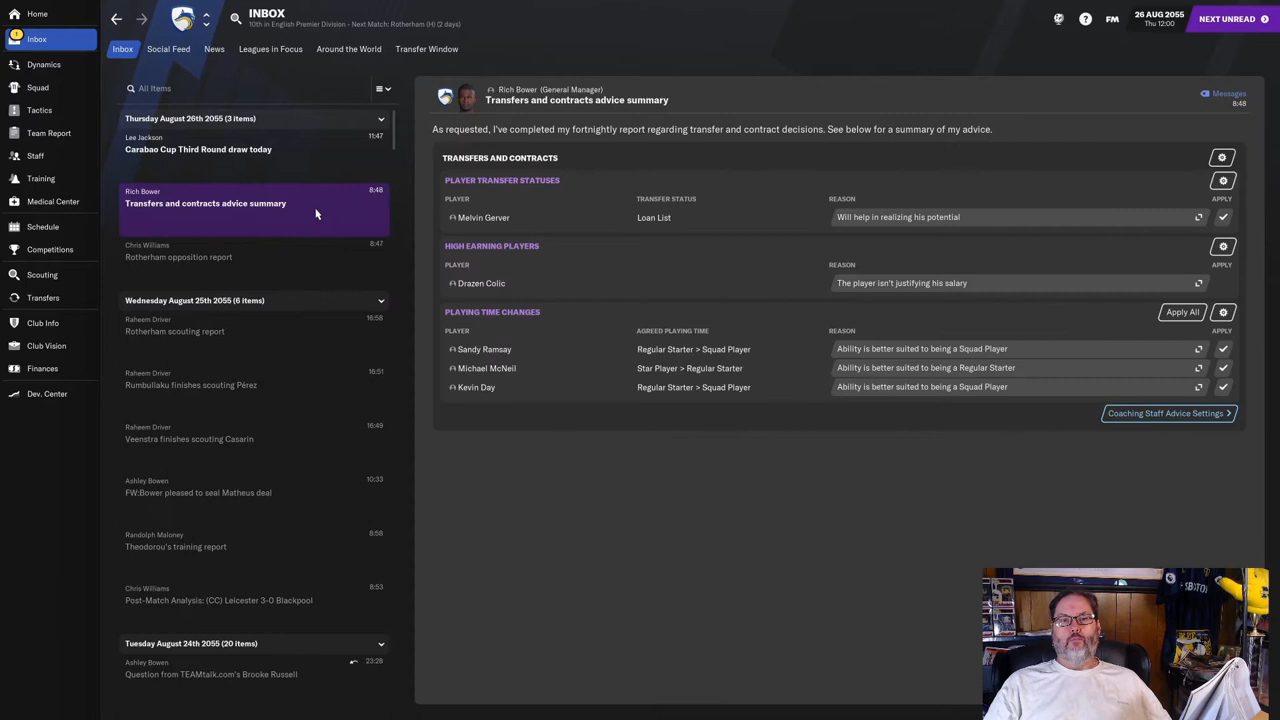 Home
Inbox
Dynamics
Squad
Tactics
Team Report
Staff
Training
Medical Center
Schedule
Competitions
Scouting
Transfers
Club Info
Club Vision
Finances
Dev. Center
INBOX
10th in English Premier Division - Next Match: Rotherham (H) (2 days)
FM
26 AUG 2055
Thu 12:00
NEXT UNREAD
Inbox
Social Feed
News
Leagues in Focus
Around the World
Transfer Window
All Items
Thursday August 26th 2055 (3 items)
Lee Jackson
11:47
Carabao Cup Third Round draw today
Rich Bower
8:48
Transfers and contracts advice summary
Chris Williams
8:47
Rotherham opposition report
Wednesday August 25th 2055 (6 items)
Raheem Driver
16:58
Rotherham scouting report
Raheem Driver
16:51
Rumbullaku finishes scouting Pérez
Raheem Driver
16:49
Veenstra finishes scouting Casarin
Ashley Bowen
10:33
FW:Bower pleased to seal Matheus deal
Randolph Maloney
8:58
Theodorou's training report
Chris Williams
8:53
Post-Match Analysis: (CC) Leicester 3-0 Blackpool
Tuesday August 24th 2055 (20 items)
Ashley Bowen
23:28
Question from TEAMtalk.com's Brooke Russell
Rich Bower (General Manager)
Transfers and contracts advice summary
Messages
8:48
As requested, I've completed my fortnightly report regarding transfer and contract decisions. See below for a summary of my advice.
TRANSFERS AND CONTRACTS
PLAYER TRANSFER STATUSES
PLAYER TRANSFER STATUS REASON APPLY
Melvin Gerver Loan List Will help in realizing his potential
HIGH EARNING PLAYERS
PLAYER REASON APPLY
Drazen Colic The player isn't justifying his salary
PLAYING TIME CHANGES Apply All
PLAYER AGREED PLAYING TIME REASON APPLY
Sandy Ramsay Regular Starter > Squad Player Ability is better suited to being a Squad Player
Michael McNeil Star Player > Regular Starter Ability is better suited to being a Regular Starter
Kevin Day Regular Starter > Squad Player Ability is better suited to being a Squad Player
Coaching Staff Advice Settings >